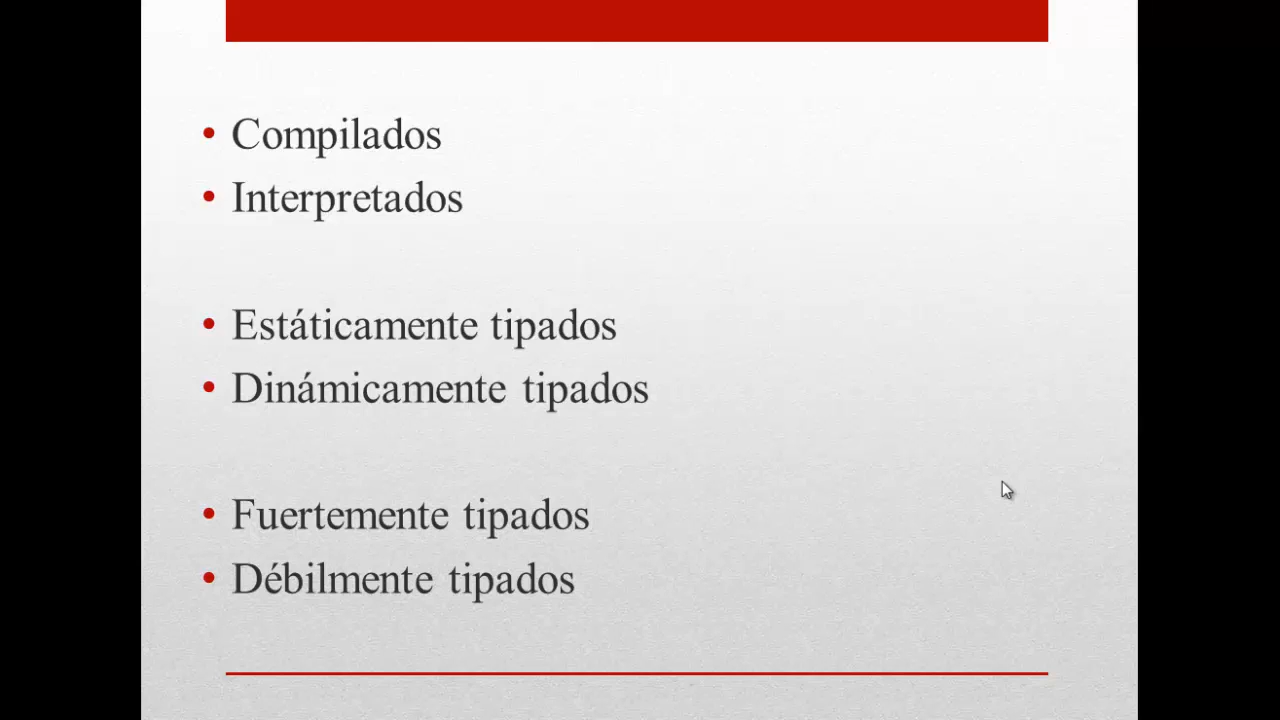 • Compilados
• Interpretados
• Estáticamente tipados
• Dinámicamente tipados
• Fuertemente tipados
• Débilmente tipados